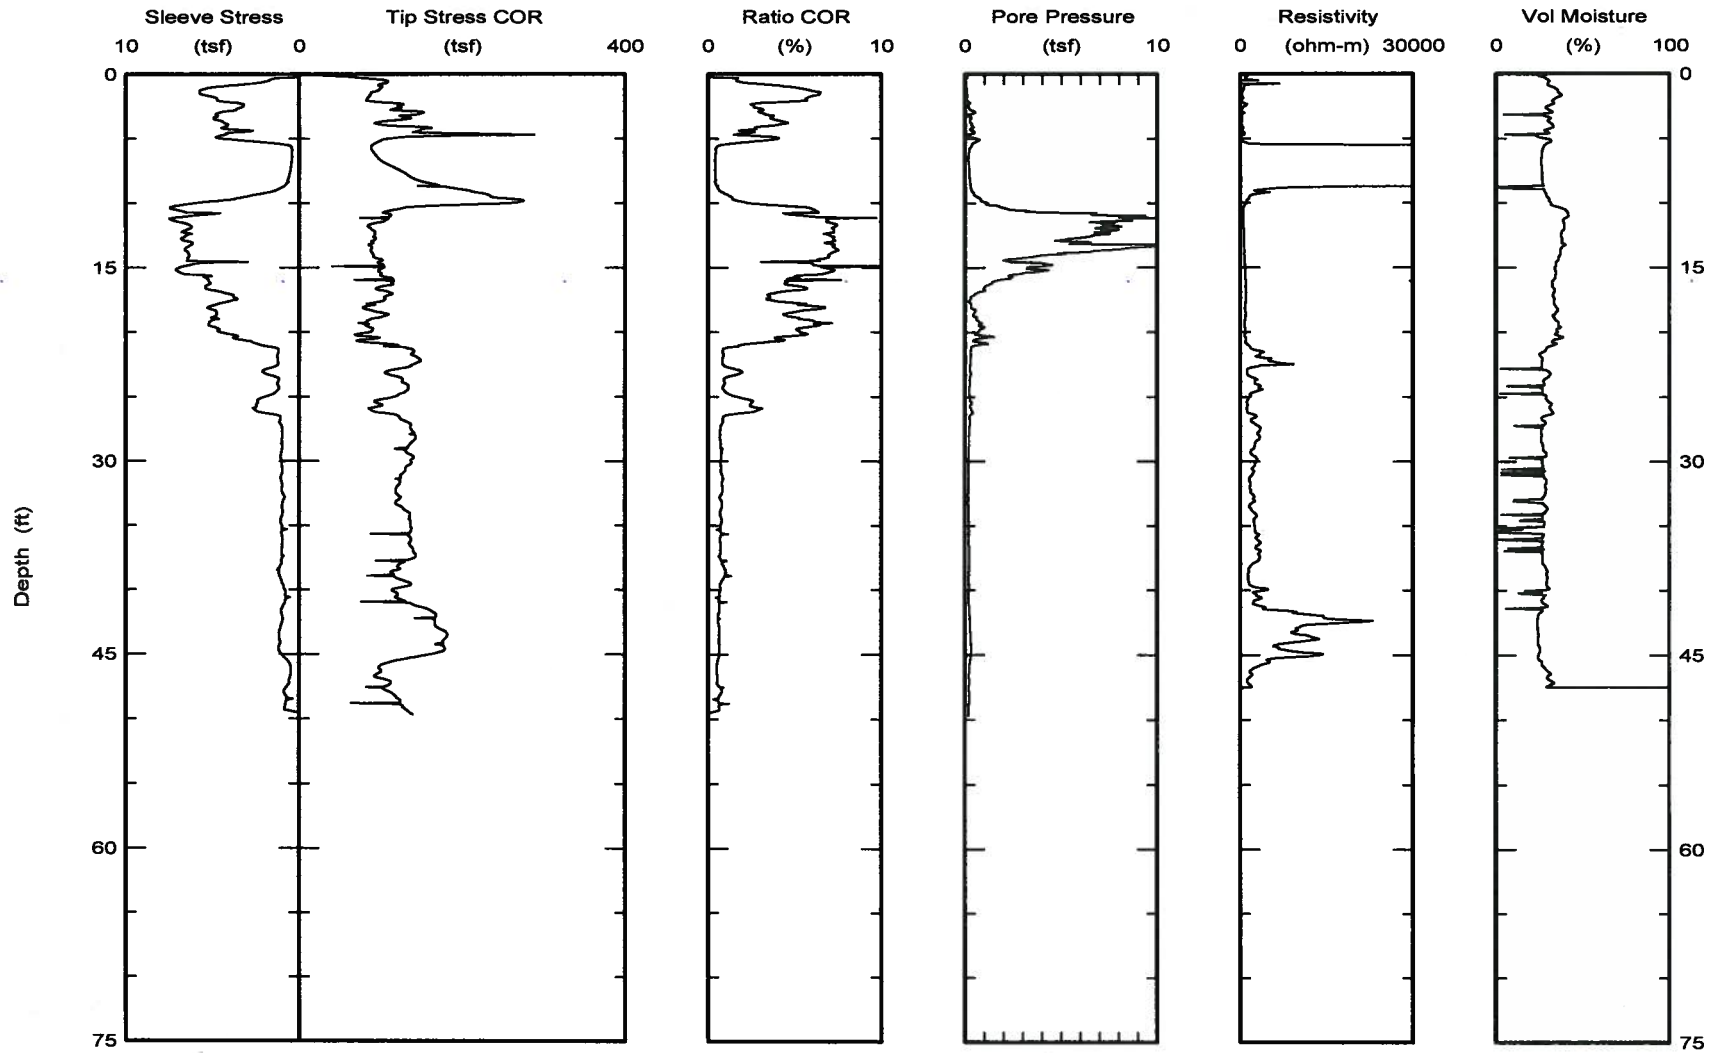 Sleeve Stress Tip Stress COR Ratio COR Pore Pressure Resistivity Vol Moisture
10 (tsf) 0 (tsf) 400 0 (%) 10 0 (tsf) 10 0 (ohm-m) 30000 0 (%) 100
0 0
15 15
30 30
Depth (ft)
45 45
60 60
75 75